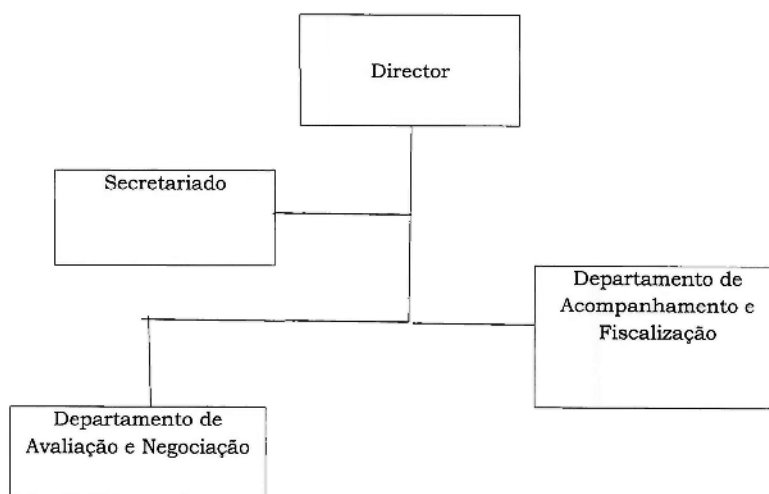 Director
Secretariado
Departamento de
Acompanhamento e
Fiscalização
Departamento de
Avaliação e Negociação